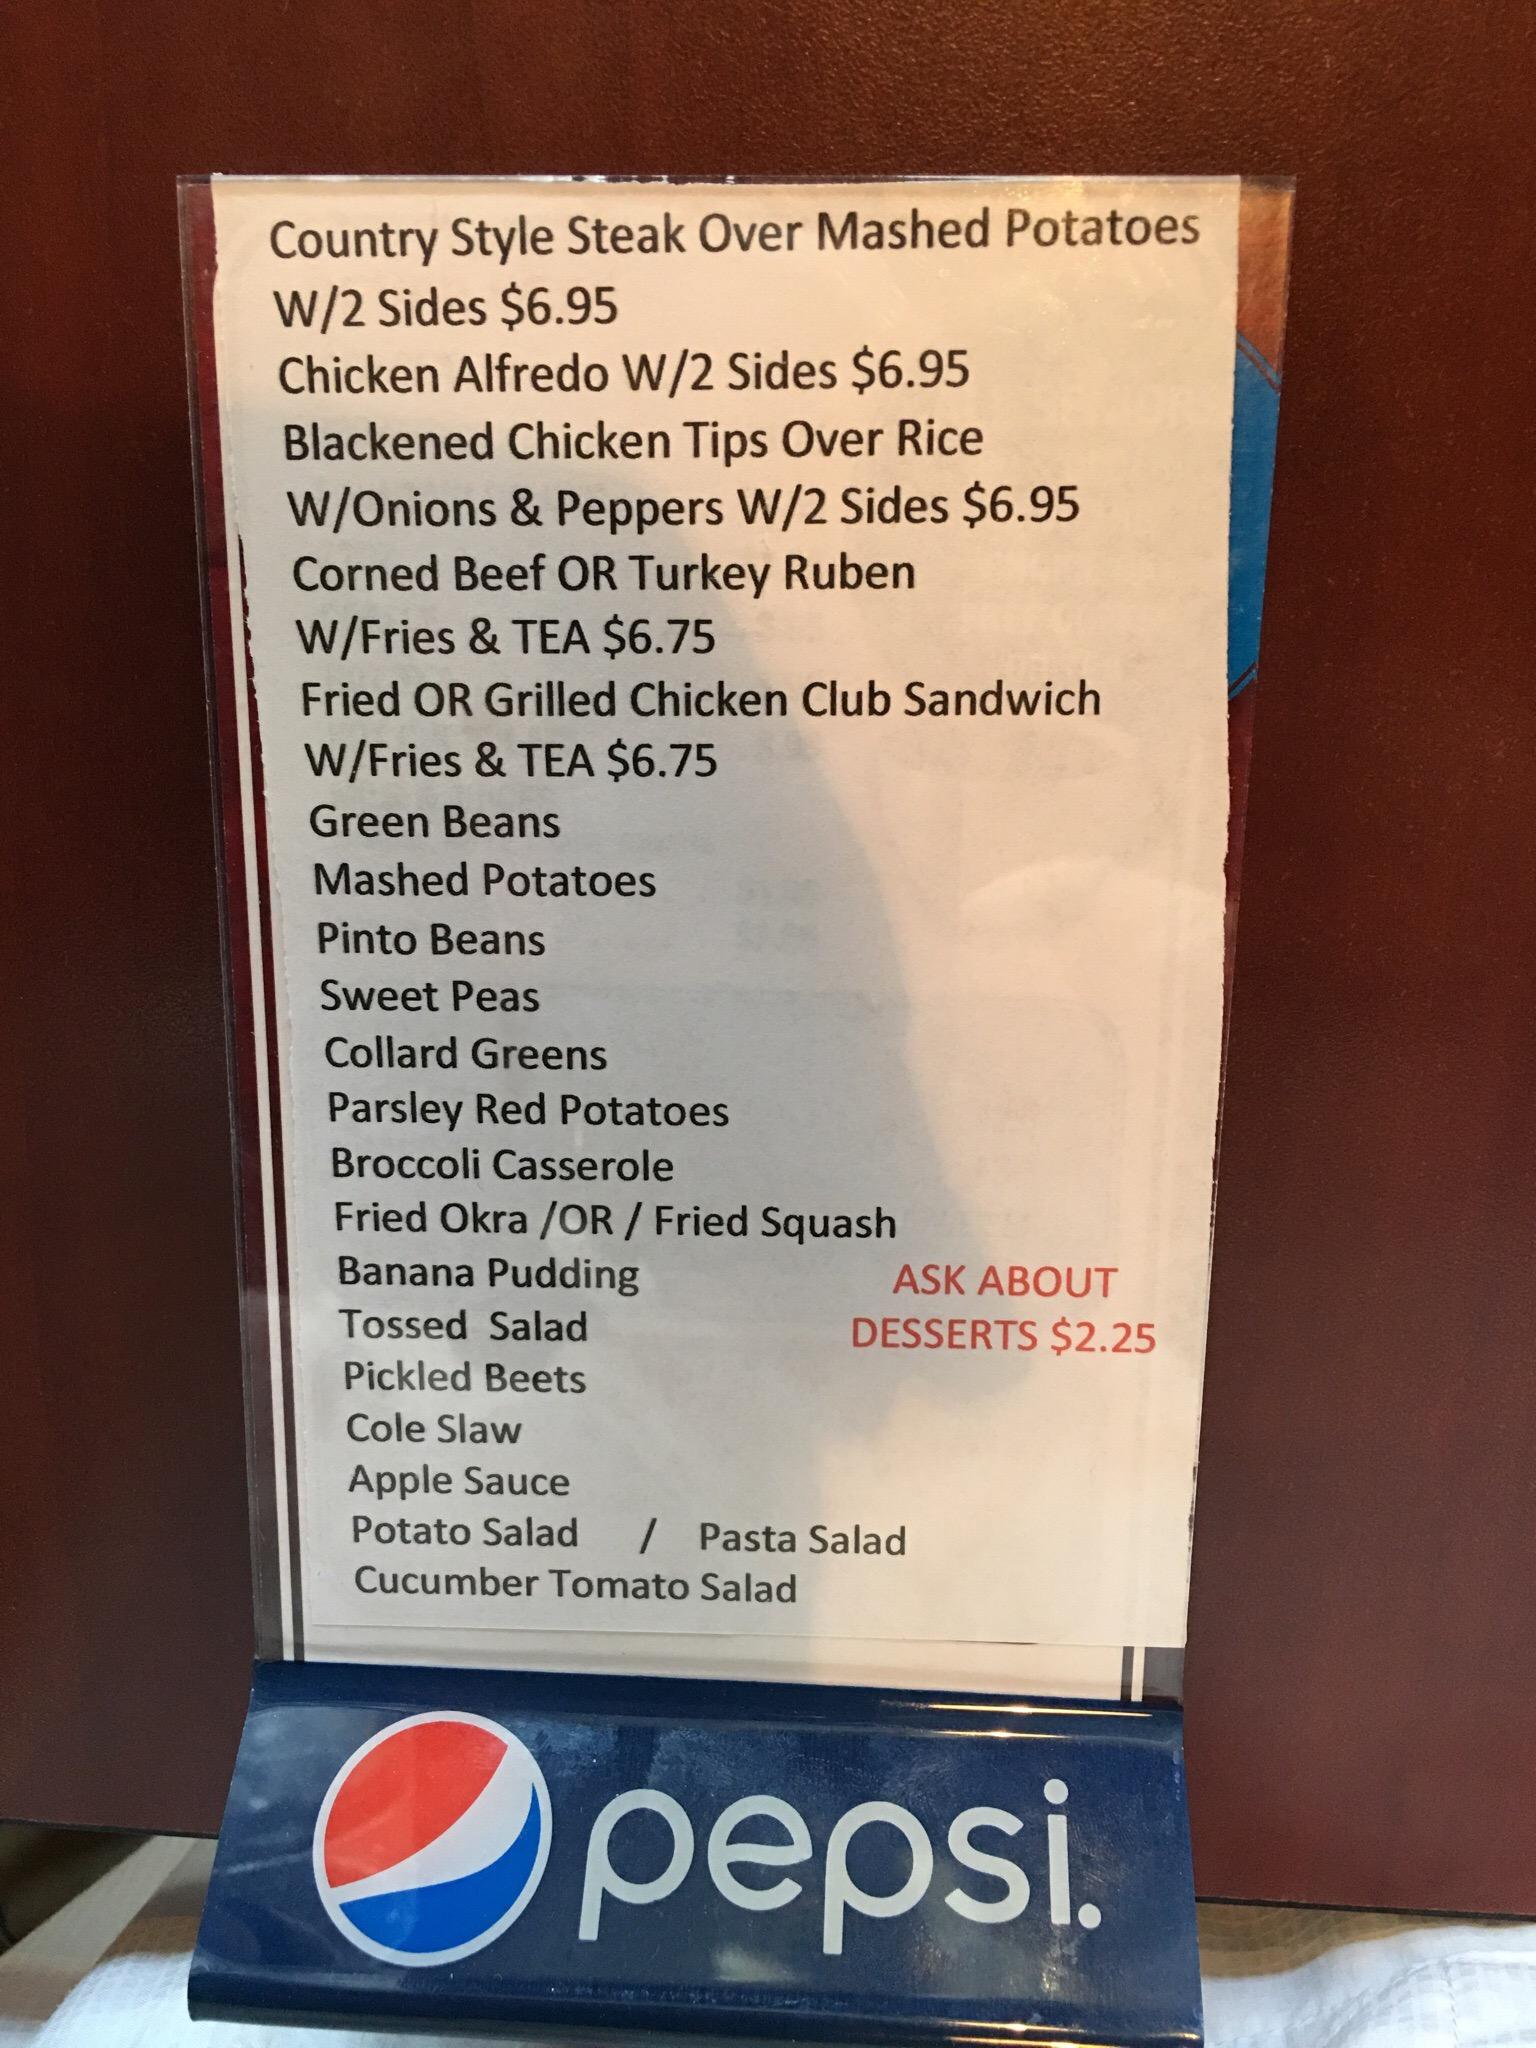 Country Style Steak Over Mashed Potatoes
W/2 Sides $6.95
Chicken Alfredo W/2 Sides $6.95
Blackened Chicken Tips Over Rice
W/Onions & Peppers W/2 Sides $6.95
Corned Beef OR Turkey Ruben
W/Fries & TEA $6.75
Fried OR Grilled Chicken Club Sandwich
W/Fries & TEA $6.75
Green Beans
Mashed Potatoes
Pinto Beans
Sweet Peas
Collard Greens
Parsley Red Potatoes
Broccoli Casserole
Fried Okra /OR / Fried Squash
Banana Pudding
ASK ABOUT
Tossed  Salad
DESSERTS $2.25
Pickled Beets
Cole Slaw
Apple Sauce
Potato Salad / Pasta Salad
Cucumber Tomato Salad
pepsi.